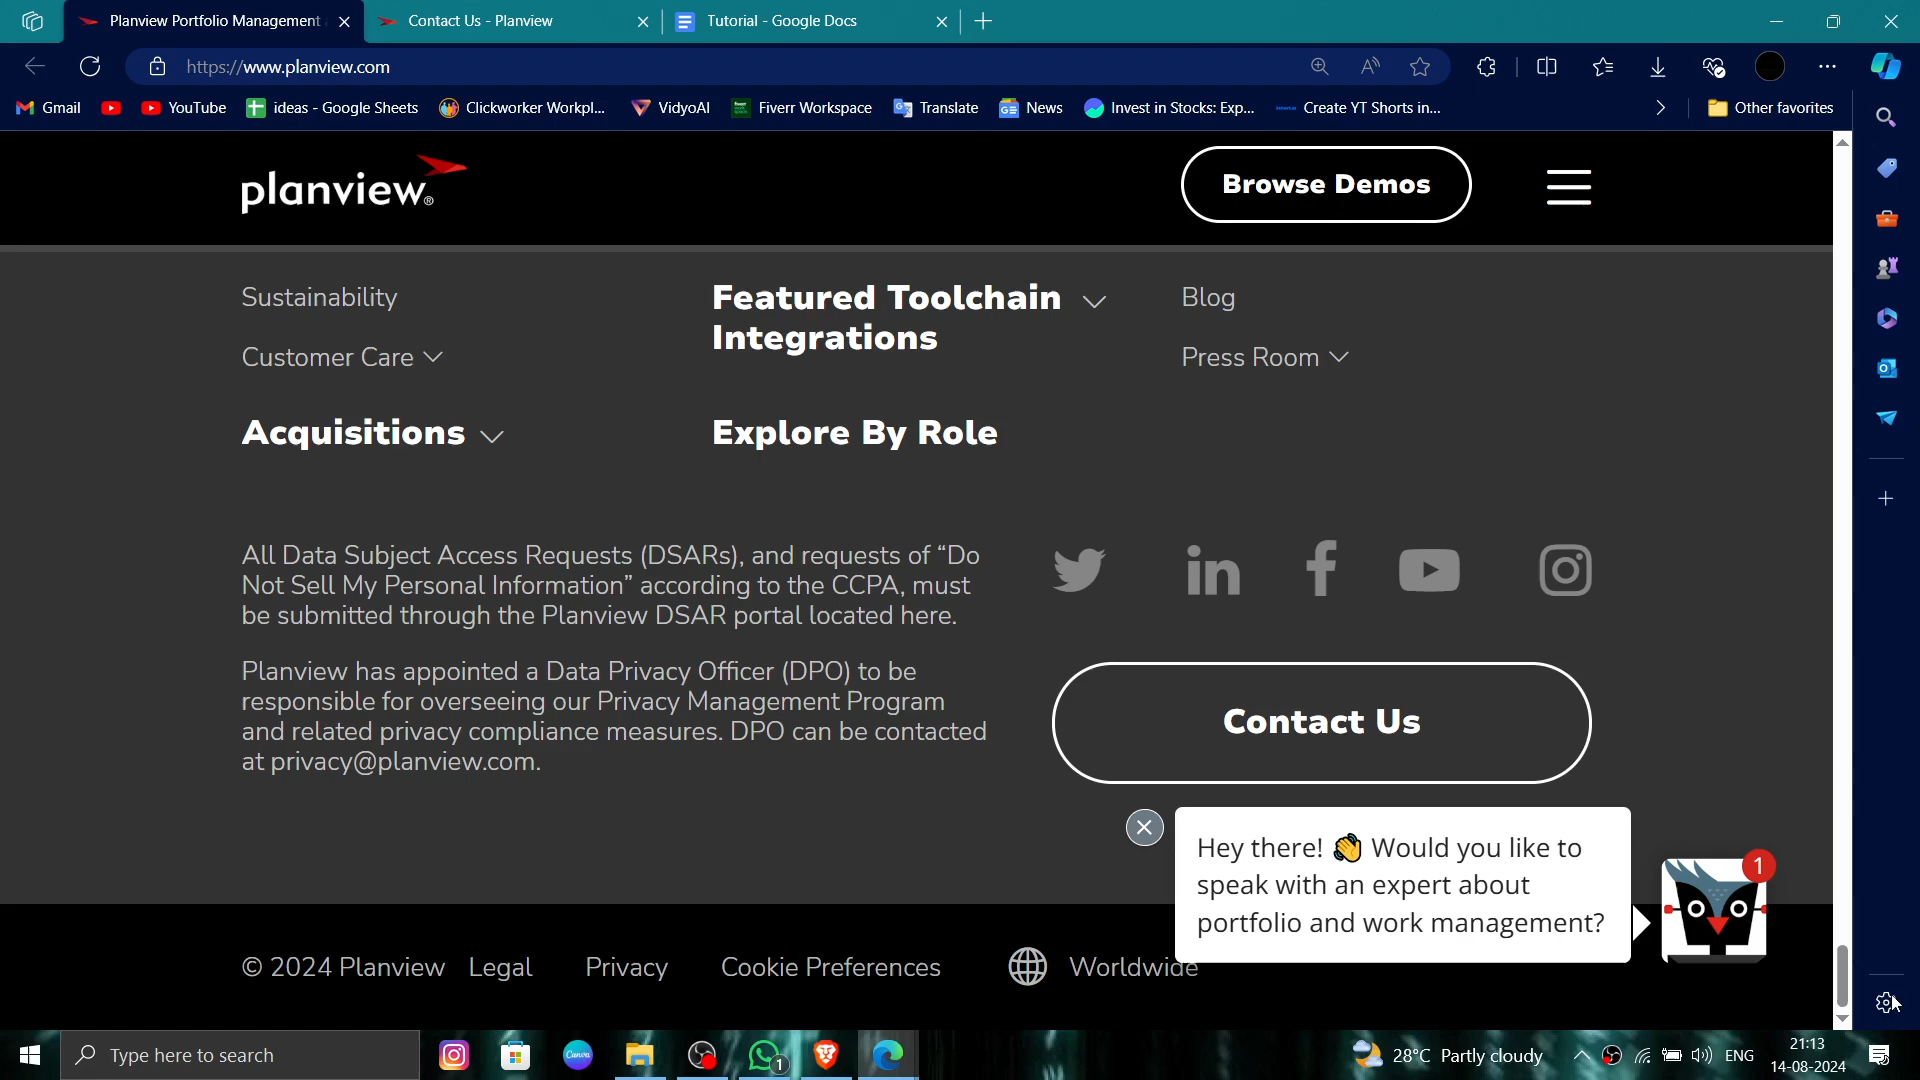 Planview Portfolio Management
Contact Us - Planview
Tutorial - Google Docs
https://www.planview.com
Gmail
YouTube
ideas - Google Sheets
Clickworker Workpl...
VidyoAI
Fiverr Workspace
Translate
News
Invest in Stocks: Exp...
Create YT Shorts in...
Other favorites
planview®
Browse Demos
Sustainability
Featured Toolchain
Integrations
Blog
Customer Care
Press Room
Acquisitions
Explore By Role
All Data Subject Access Requests (DSARs), and requests of “Do
Not Sell My Personal Information” according to the CCPA, must
be submitted through the Planview DSAR portal located here.
Planview has appointed a Data Privacy Officer (DPO) to be
responsible for overseeing our Privacy Management Program
and related privacy compliance measures. DPO can be contacted
at privacy@planview.com.
Contact Us
Hey there! 👋 Would you like to
speak with an expert about
portfolio and work management?
1
© 2024 Planview
Legal
Privacy
Cookie Preferences
Worldwide
Type here to search
Canva
1
28°C Partly cloudy
ENG
21:13
14-08-2024